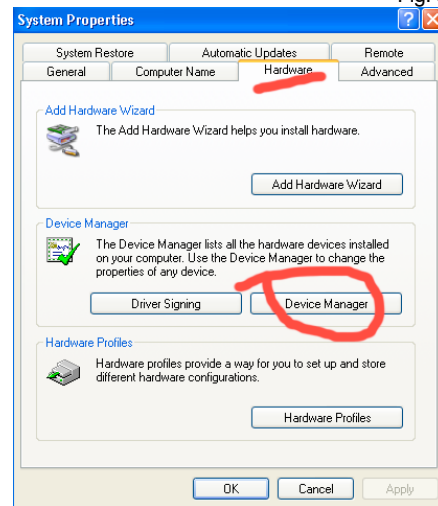 System Properties
System Restore Automatic Updates Remote
General Computer Name Hardware Advanced
Add Hardware Wizard
The Add Hardware Wizard helps you install hardware.
Add Hardware Wizard
Device Manager
The Device Manager lists all the hardware devices installed
on your computer. Use the Device Manager to change the
properties of any device.
Driver Signing Device Manager
Hardware Profiles
Hardware profiles provide a way for you to set up and store
different hardware configurations.
Hardware Profiles
OK Cancel Apply